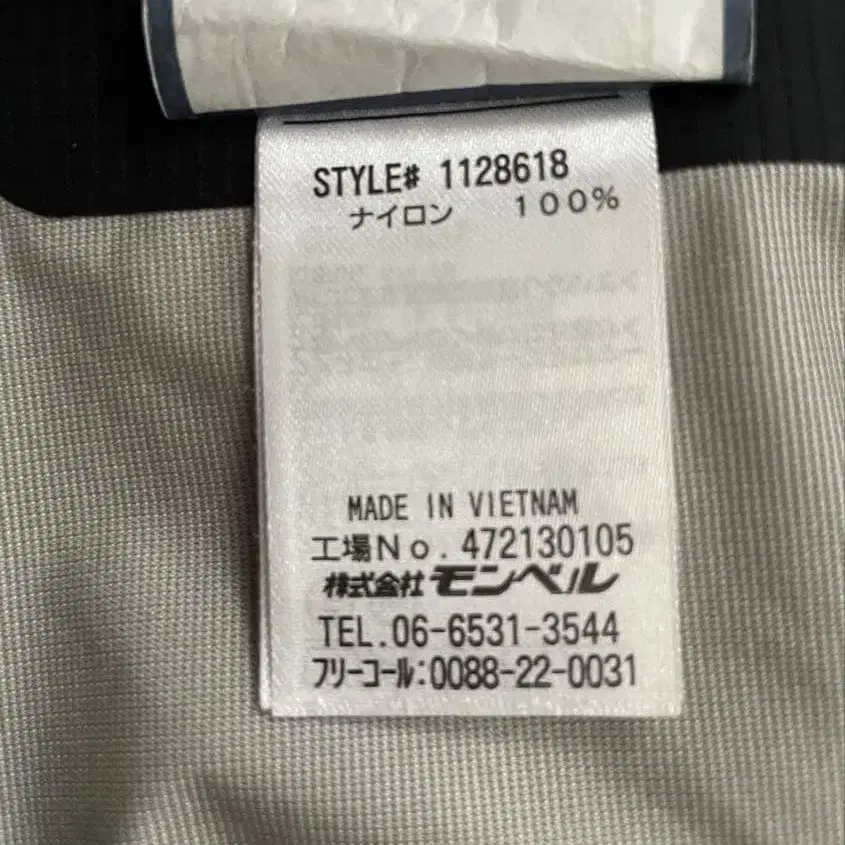 STYLE# 1128618
ナイロン 100%
MADE IN VIETNAM
工場No.472130105
株式会社モンベル
TEL.06-6531-3544
フリーコール:0088-22-0031